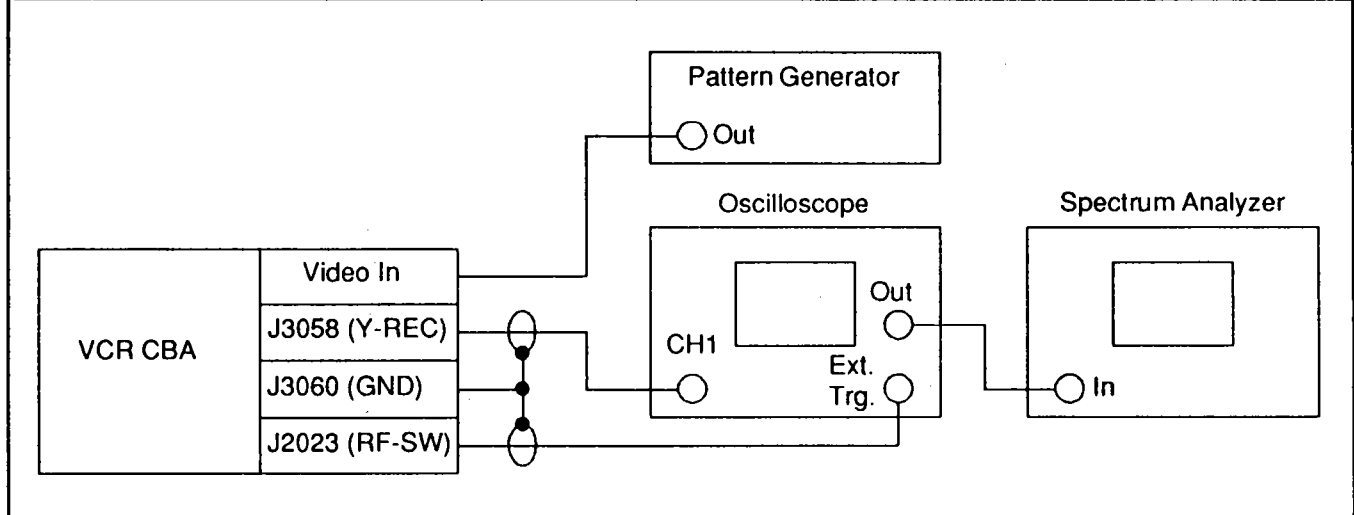 Pattern Generator
Out
Oscilloscope
Spectrum Analyzer
Video In
J3058 (Y-REC)
VCR CBA
J3060 (GND)
J2023 (RF-SW)
CH1
Out
Ext.
Trg.
In